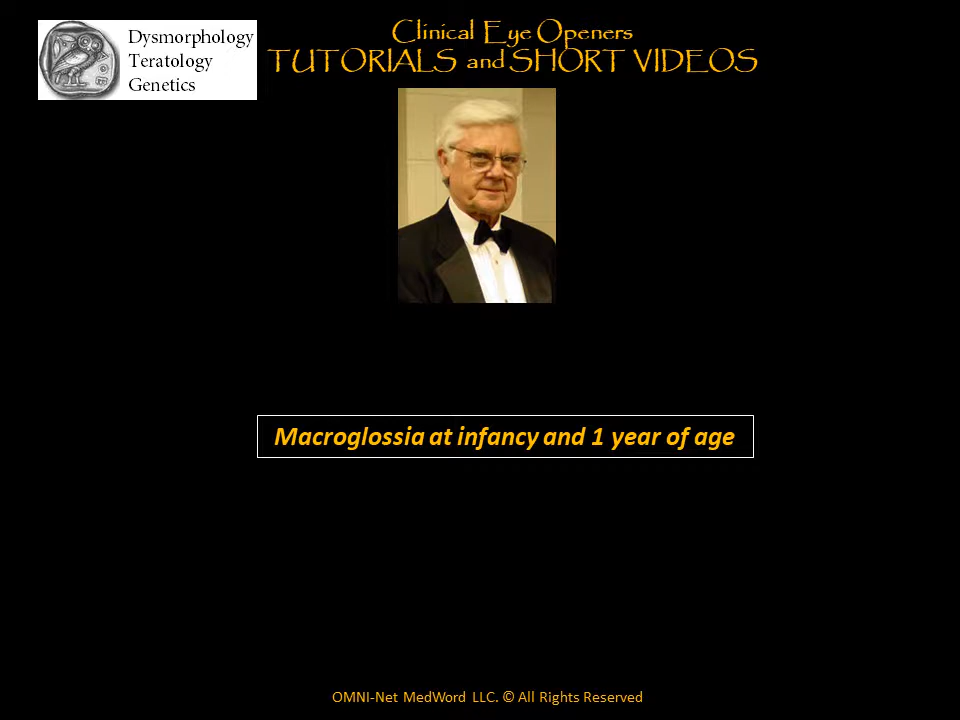 Dysmorphology
Teratology
Genetics
Clinical Eye Openers
TUTORIALS and SHORT VIDEOS
Macroglossia at infancy and 1 year of age
OMNI-Net MedWord LLC. © All Rights Reserved